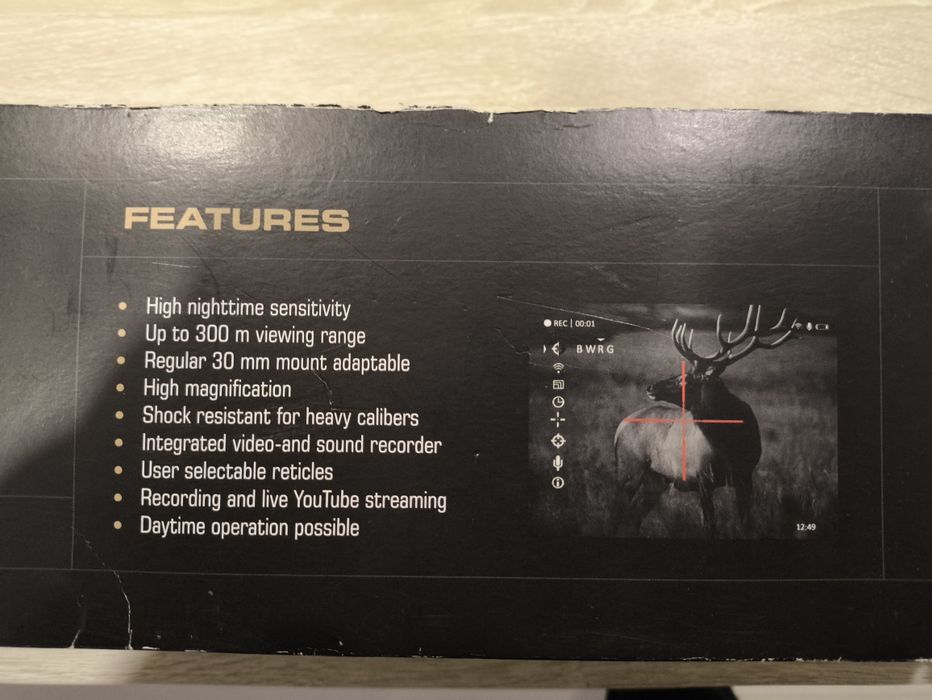 FEATURES
• High nighttime sensitivity
• Up to 300 m viewing range
• Regular 30 mm mount adaptable
• High magnification
• Shock resistant for heavy calibers
• Integrated video-and sound recorder
• User selectable reticles
• Recording and live YouTube streaming
• Daytime operation possible
REC | 00:01
B W R G
12:49